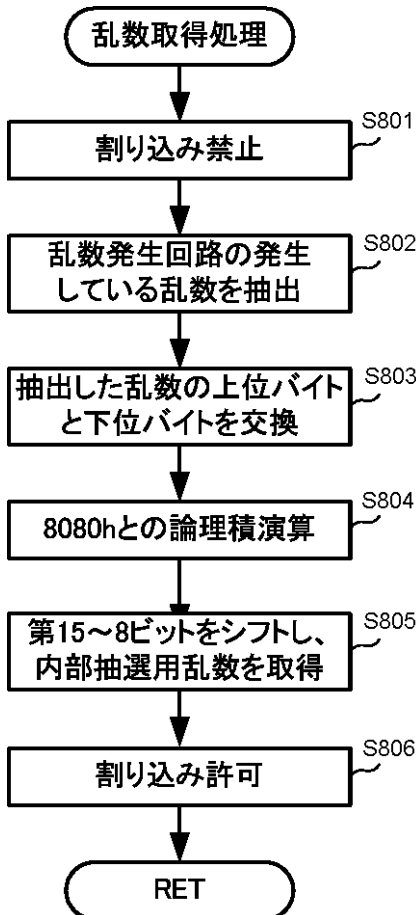 乱数取得処理
S801
割り込み禁止
S802
乱数発生回路の発生
している乱数を抽出
S803
抽出した乱数の上位バイト
と下位バイトを交換
S804
8080hとの論理積演算
S805
第15～8ビットをシフトし、
内部抽選用乱数を取得
S806
割り込み許可
RET